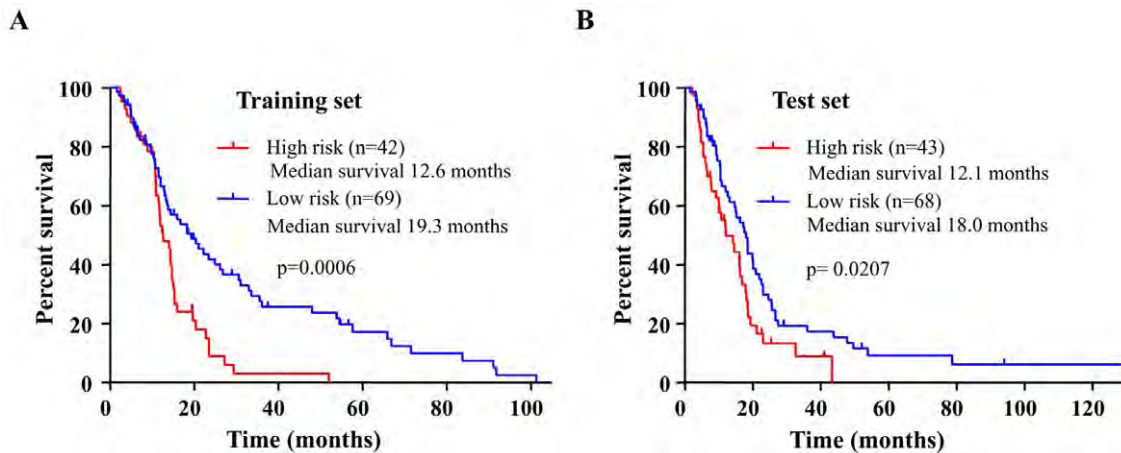 A
Training set
High risk (n=42)
Median survival 12.6 months
Low risk (n=69)
Median survival 19.3 months
p=0.0006
Percent survival
100
80
60
40
20
0
0 20 40 60 80 100
Time (months)
B
Test set
High risk (n=43)
Median survival 12.1 months
Low risk (n=68)
Median survival 18.0 months
p= 0.0207
Percent survival
100
80
60
40
20
0
0 20 40 60 80 100 120
Time (months)